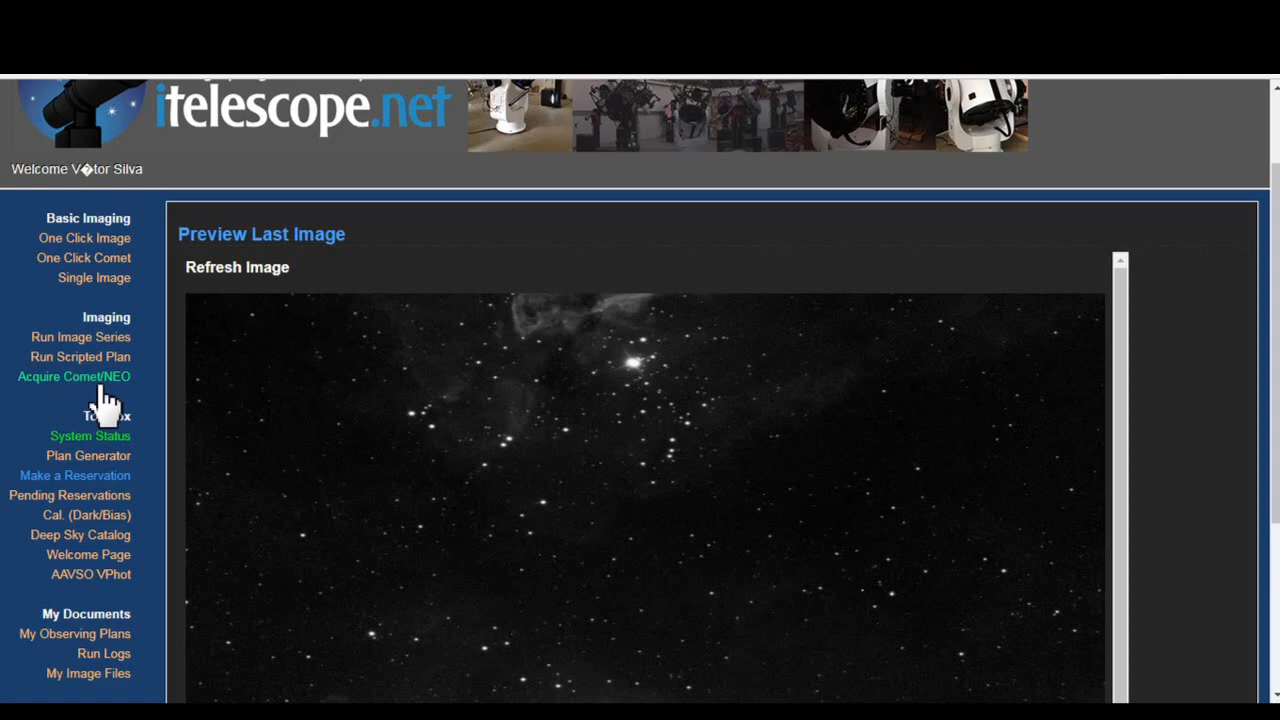 itelescope.net
Welcome V�tor Silva
Basic Imaging
One Click Image
One Click Comet
Single Image
Imaging
Run Image Series
Run Scripted Plan
Acquire Comet/NEO
System Status
Plan Generator
Make a Reservation
Pending Reservations
Cal. (Dark/Bias)
Deep Sky Catalog
Welcome Page
AAVSO VPhot
My Documents
My Observing Plans
Run Logs
My Image Files
Preview Last Image
Refresh Image